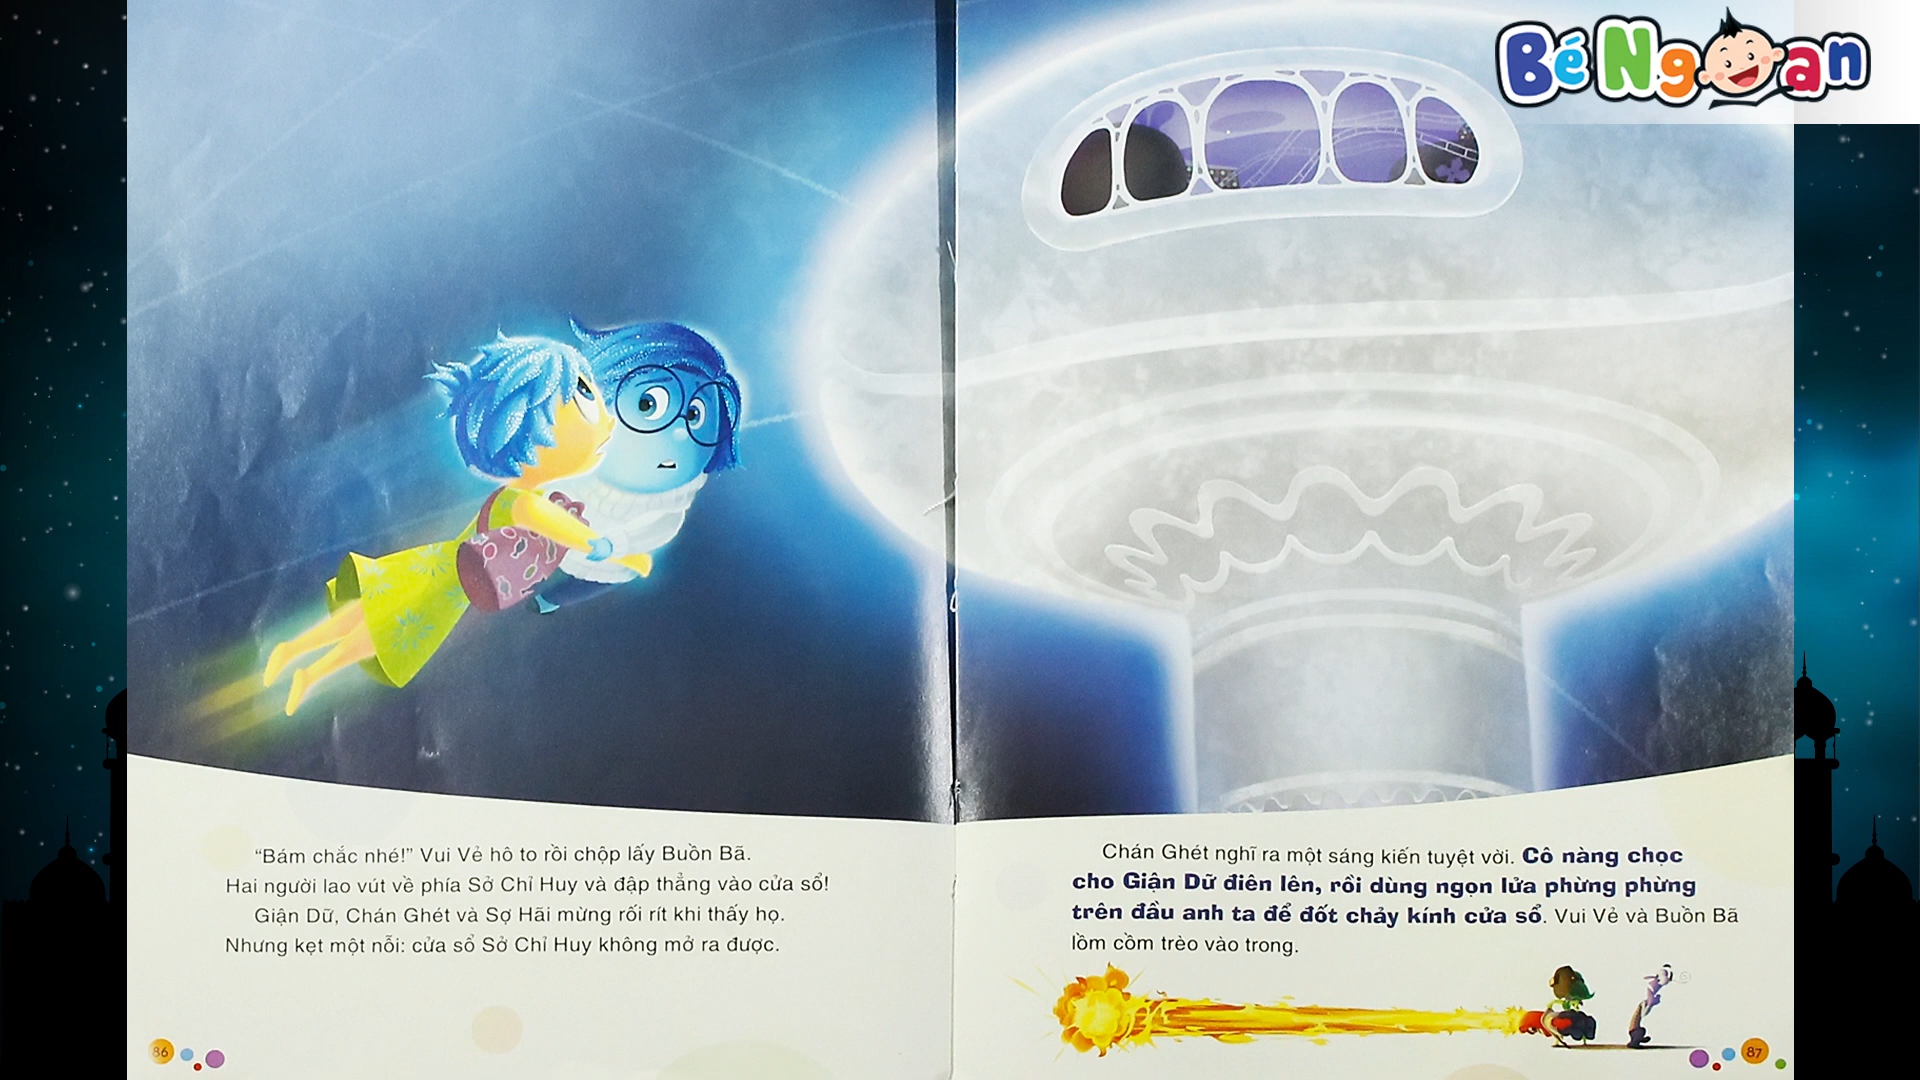 Bé Ngoan
“Bám chắc nhé!” Vui Vẻ hô to rồi chộp lấy Buồn Bã.
Hai người lao vút về phía Sở Chỉ Huy và đập thẳng vào cửa sổ!
Giận Dữ, Chán Ghét và Sợ Hãi mừng rối rít khi thấy họ.
Nhưng kẹt một nỗi: cửa sổ Sở Chỉ Huy không mở ra được.
86
Chán Ghét nghĩ ra một sáng kiến tuyệt vời. Cô nàng chọc
cho Giận Dữ điên lên, rồi dùng ngọn lửa phừng phừng
trên đầu anh ta để đốt chảy kính cửa sổ. Vui Vẻ và Buồn Bã
lồm cồm trèo vào trong.
87